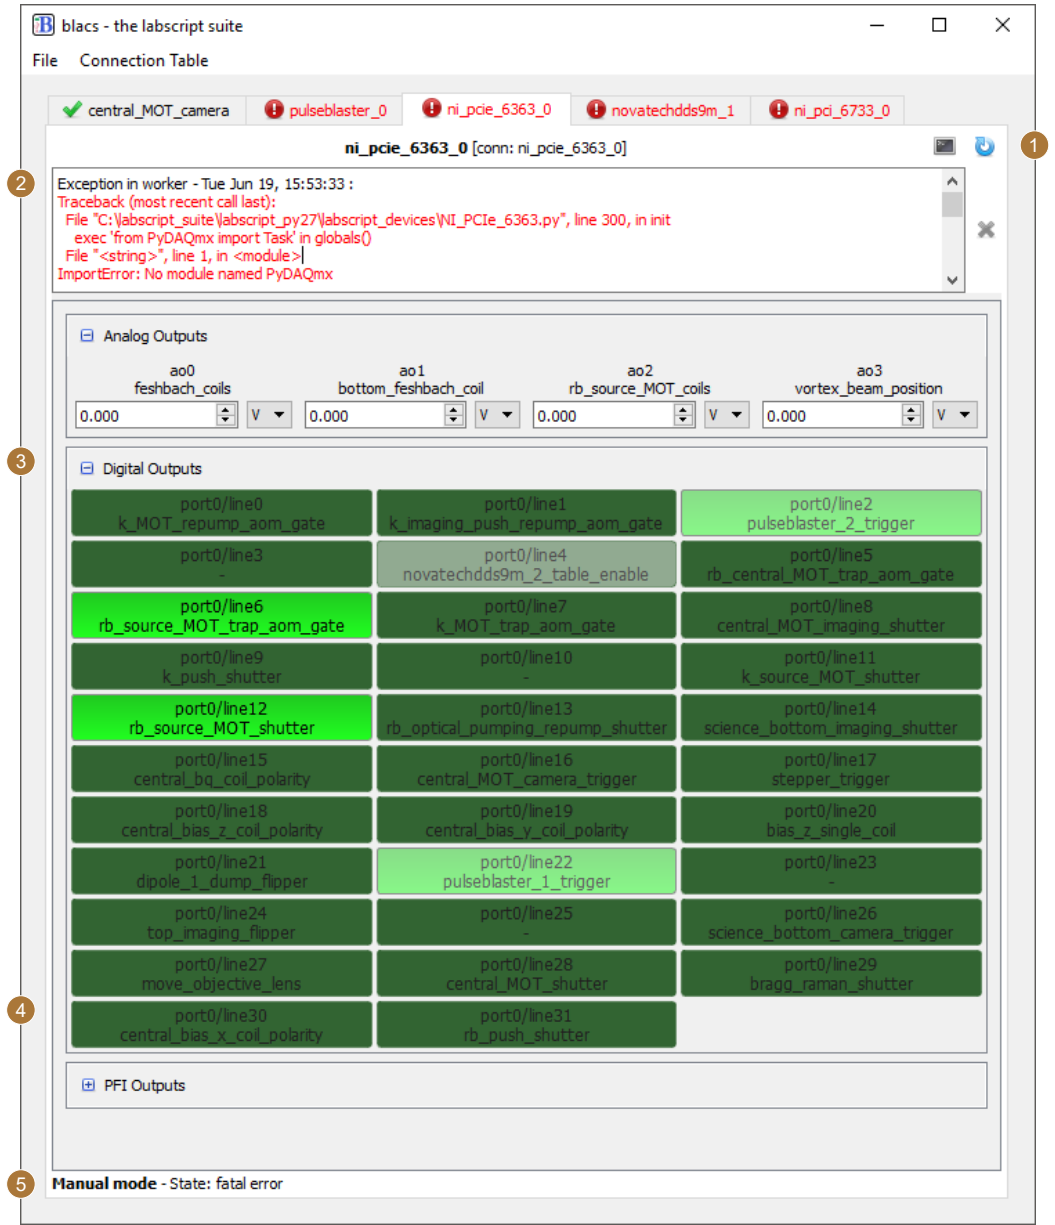 blacs - the labscript suite
File Connection Table
central_MOT_camera pulseblaster_0 ni_pcie_6363_0 novatechdds9m_1 ni_pci_6733_0
1
ni_pcie_6363_0 [conn: ni_pcie_6363_0]
2
Exception in worker - Tue Jun 19, 15:53:33 :
Traceback (most recent call last):
File "C:\labscript_suite\labscript_py27\labscript_devices\NI_PCIe_6363.py", line 300, in init
exec 'from PyDAQmx import Task' in globals()
File "<string>", line 1, in <module>
ImportError: No module named PyDAQmx
Analog Outputs
ao0 ao1 ao2 ao3
feshbach_coils bottom_feshbach_coil rb_source_MOT_coils vortex_beam_position
0.000 V 0.000 V 0.000 V 0.000 V
3
Digital Outputs
port0/line0 port0/line1 port0/line2
k_MOT_repump_aom_gate k_imaging_push_repump_aom_gate pulseblaster_2_trigger
port0/line3 port0/line4 port0/line5
- novatechdds9m_2_table_enable rb_central_MOT_trap_aom_gate
port0/line6 port0/line7 port0/line8
rb_source_MOT_trap_aom_gate k_MOT_trap_aom_gate central_MOT_imaging_shutter
port0/line9 port0/line10 port0/line11
k_push_shutter - k_source_MOT_shutter
port0/line12 port0/line13 port0/line14
rb_source_MOT_shutter rb_optical_pumping_repump_shutter science_bottom_imaging_shutter
port0/line15 port0/line16 port0/line17
central_bq_coil_polarity central_MOT_camera_trigger stepper_trigger
port0/line18 port0/line19 port0/line20
central_bias_z_coil_polarity central_bias_y_coil_polarity bias_z_single_coil
port0/line21 port0/line22 port0/line23
dipole_1_dump_flipper pulseblaster_1_trigger -
port0/line24 port0/line25 port0/line26
top_imaging_flipper - science_bottom_camera_trigger
port0/line27 port0/line28 port0/line29
move_objective_lens central_MOT_shutter bragg_raman_shutter
4
port0/line30 port0/line31
central_bias_x_coil_polarity rb_push_shutter
PFI Outputs
5
Manual mode - State: fatal error